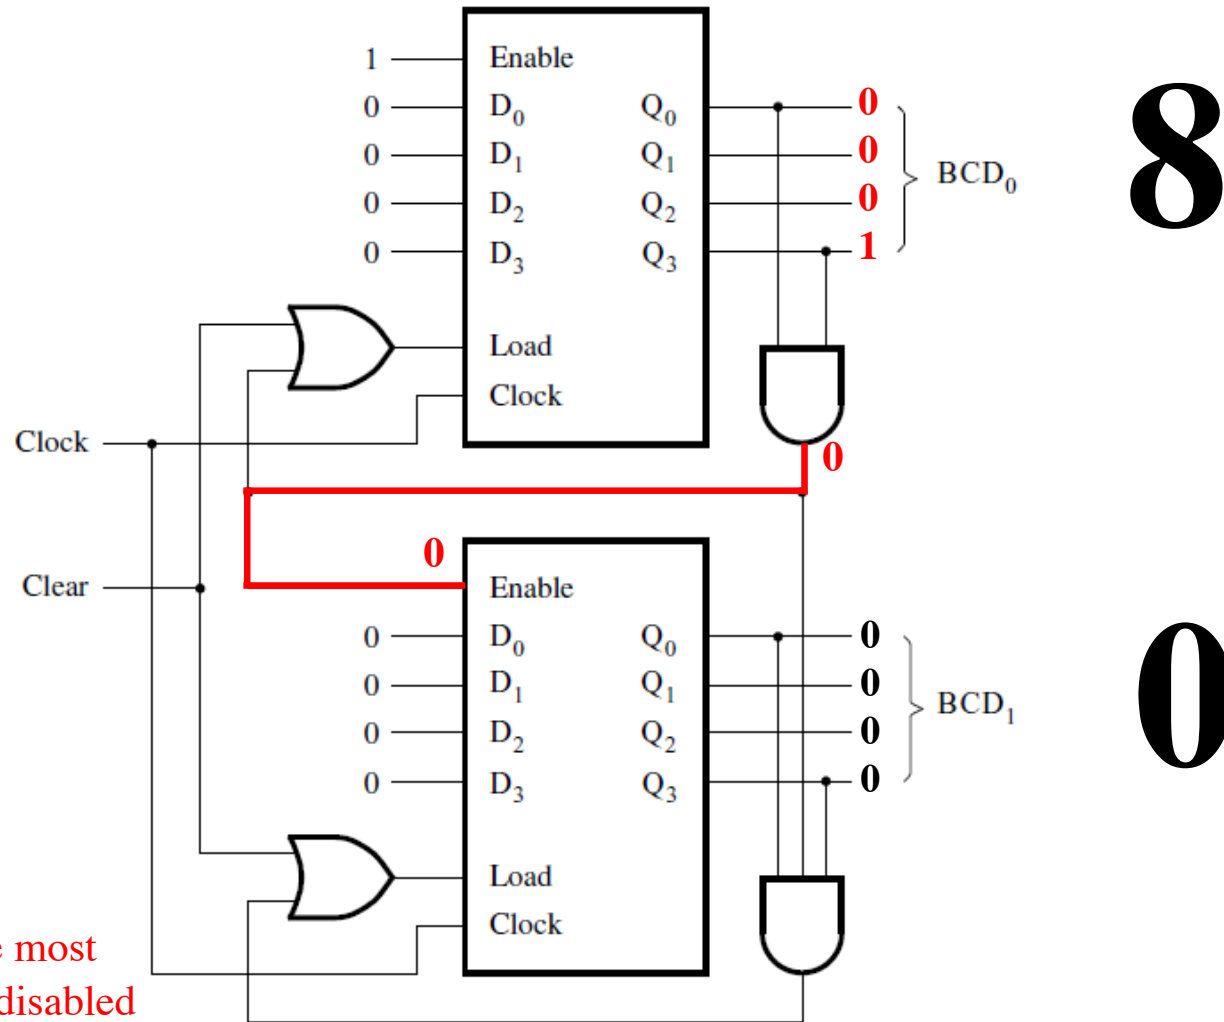 1 Enable
0 D0 Q0 0
0 D1 Q1 0
0 D2 Q2 0
0 D3 Q3 1
BCD0
8
Load
Clock
Clock
0
0
Clear
Enable
0 D0 Q0 0
0 D1 Q1 0
0 D2 Q2 0
0 D3 Q3 0
BCD1
0
Load
Clock
most
disabled